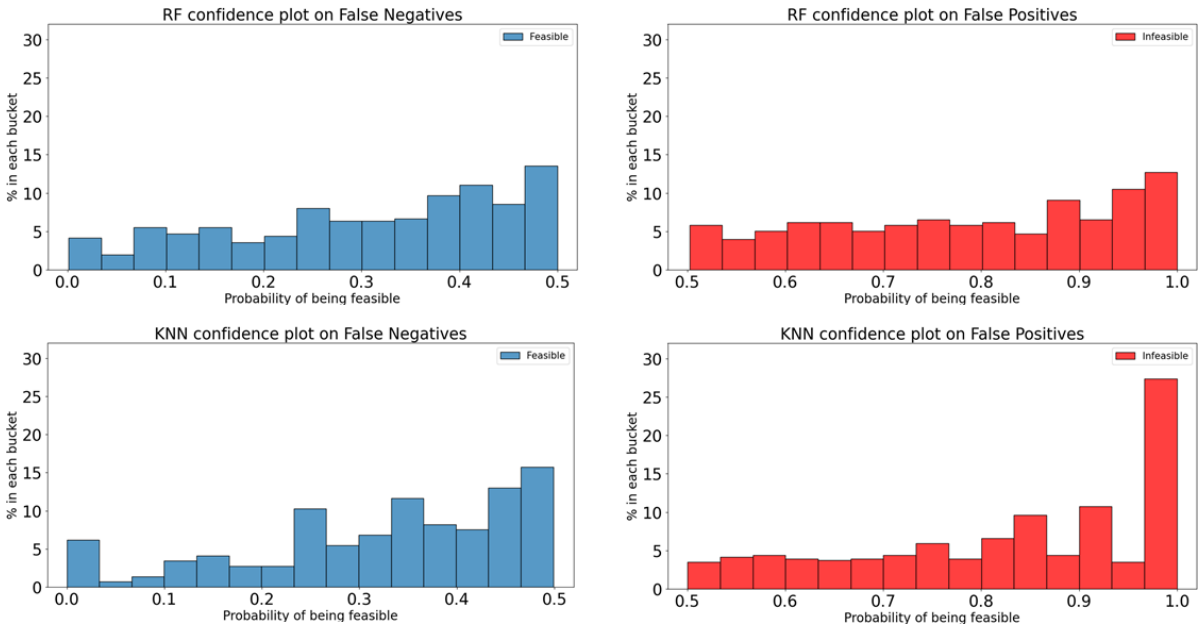 RF confidence plot on False Negatives
% in each bucket
30
25
20
15
10
5
0
Feasible
0.0 0.1 0.2 0.3 0.4 0.5
Probability of being feasible
RF confidence plot on False Positives
% in each bucket
30
25
20
15
10
5
0
Infeasible
0.5 0.6 0.7 0.8 0.9 1.0
Probability of being feasible
KNN confidence plot on False Negatives
% in each bucket
30
25
20
15
10
5
0
Feasible
0.0 0.1 0.2 0.3 0.4 0.5
Probability of being feasible
KNN confidence plot on False Positives
% in each bucket
30
25
20
15
10
5
0
Infeasible
0.5 0.6 0.7 0.8 0.9 1.0
Probability of being feasible